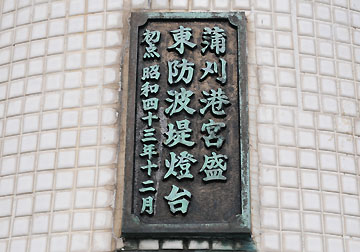 蒲刈港宮盛
東防波堤燈台
初点 昭和四十三年十二月